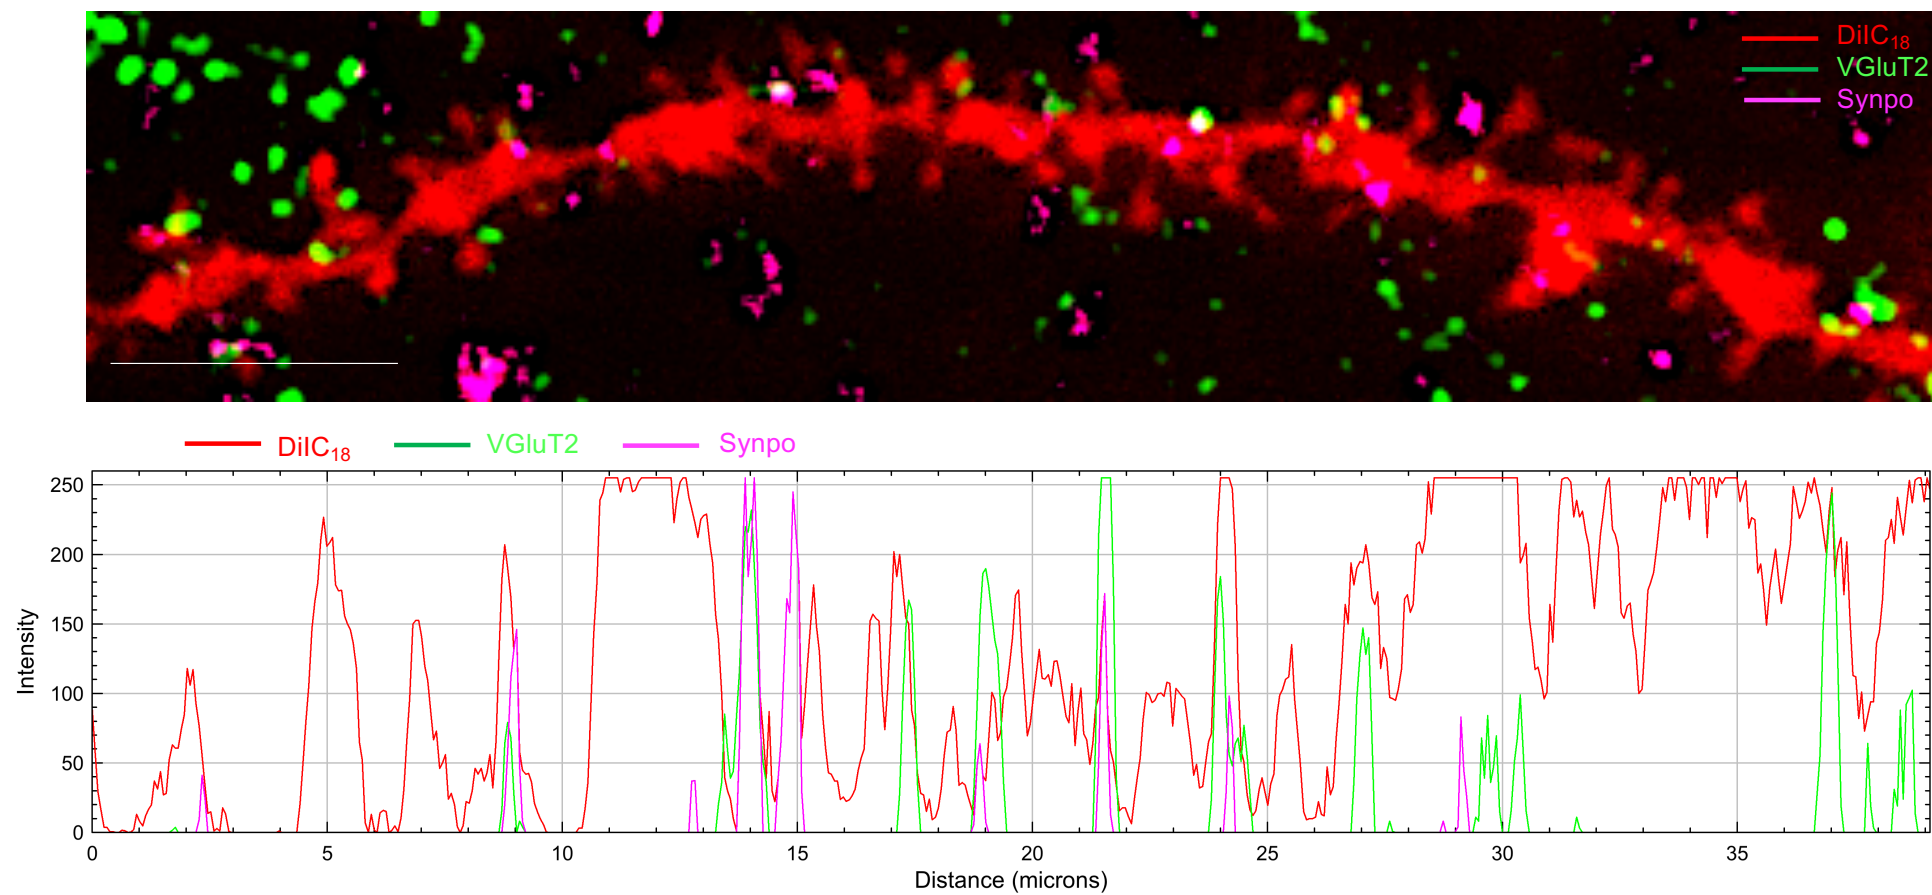 DiIC18
VGluT2
Synpo
DiIC18 VGluT2 Synpo
250
200
150
100
50
0
Intensity
0 5 10 15 20 25 30 35
Distance (microns)